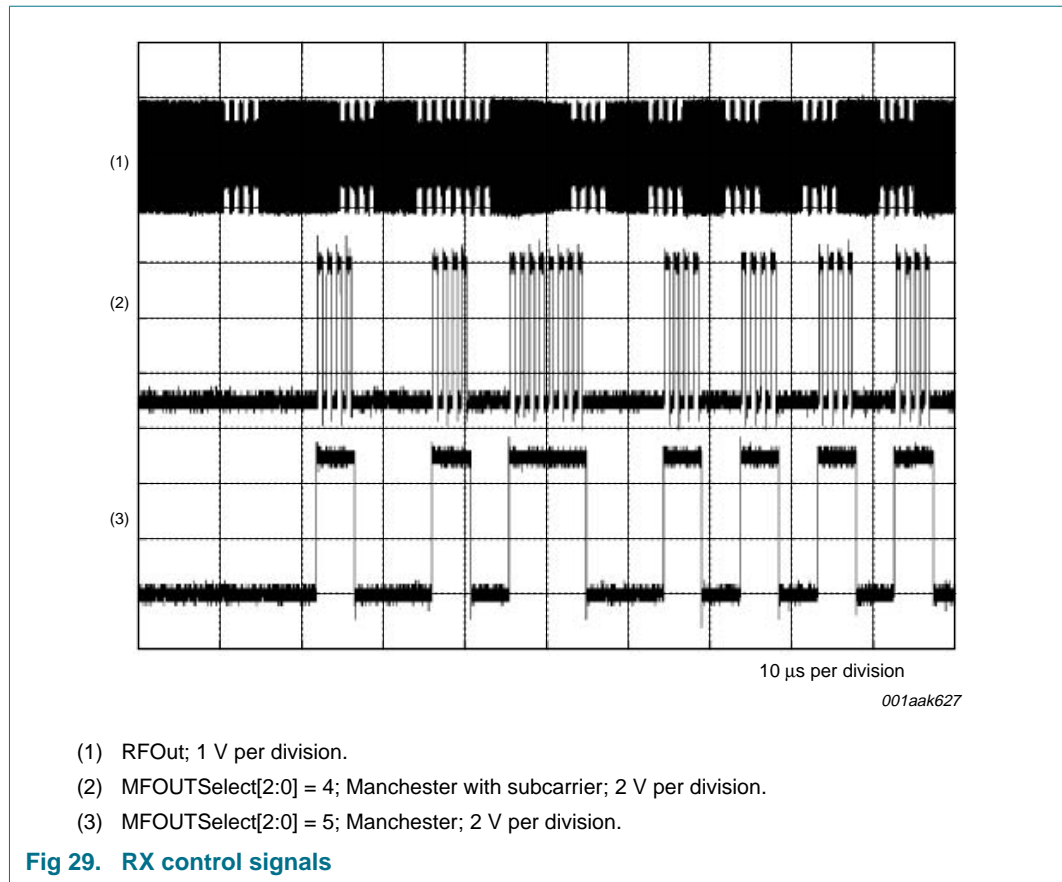 (1)
(2)
(3)
10 μs per division
001aak627
(1) RFOut; 1 V per division.
(2) MFOUTSelect[2:0] = 4; Manchester with subcarrier; 2 V per division.
(3) MFOUTSelect[2:0] = 5; Manchester; 2 V per division.
Fig 29. RX control signals